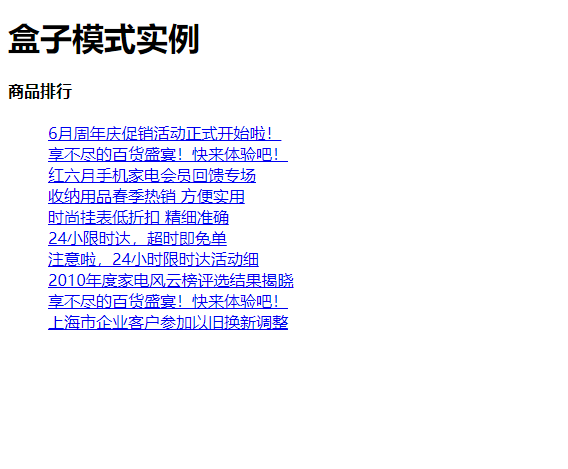 盒子模式实例
商品排行
6月周年庆促销活动正式开始啦！
享不尽的百货盛宴！快来体验吧！
红六月手机家电会员回馈专场
收纳用品春季热销 方便实用
时尚挂表低折扣 精细准确
24小限时达，超时即免单
注意啦，24小时限时达活动细
2010年度家电风云榜评选结果揭晓
享不尽的百货盛宴！快来体验吧！
上海市企业客户参加以旧换新调整